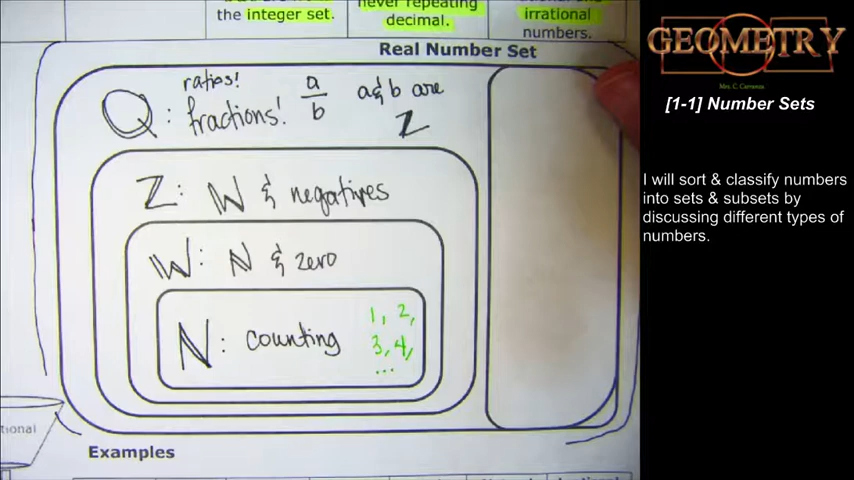 the integer set.
never repeating
decimal.
irrational
numbers.
Real Number Set
ratios!
Q: fractions! a/b a & b are
Z
Z: W & negatives
W: N & zero
N: counting 1, 2,
3, 4,
...
tional
Examples
GEOMETRY
Mrs. C. Carranza
[1-1] Number Sets
I will sort & classify numbers
into sets & subsets by
discussing different types of
numbers.